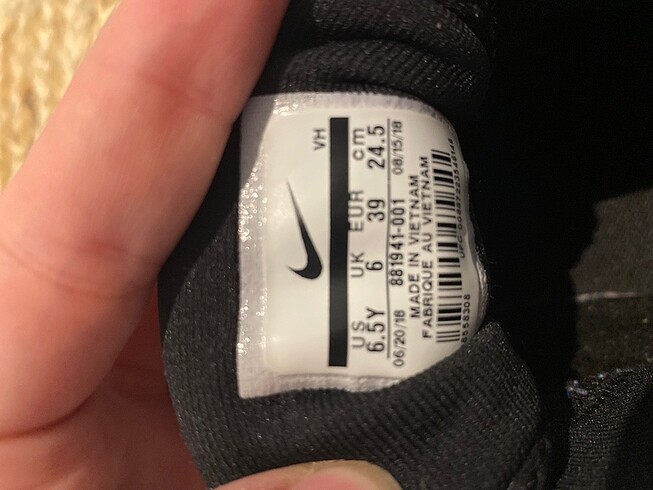 VH
US UK EUR cm
6.5Y 6 39 24.5
06/20/18 881941-001 08/15/18
MADE IN VIETNAM
FABRIQUE AU VIETNAM